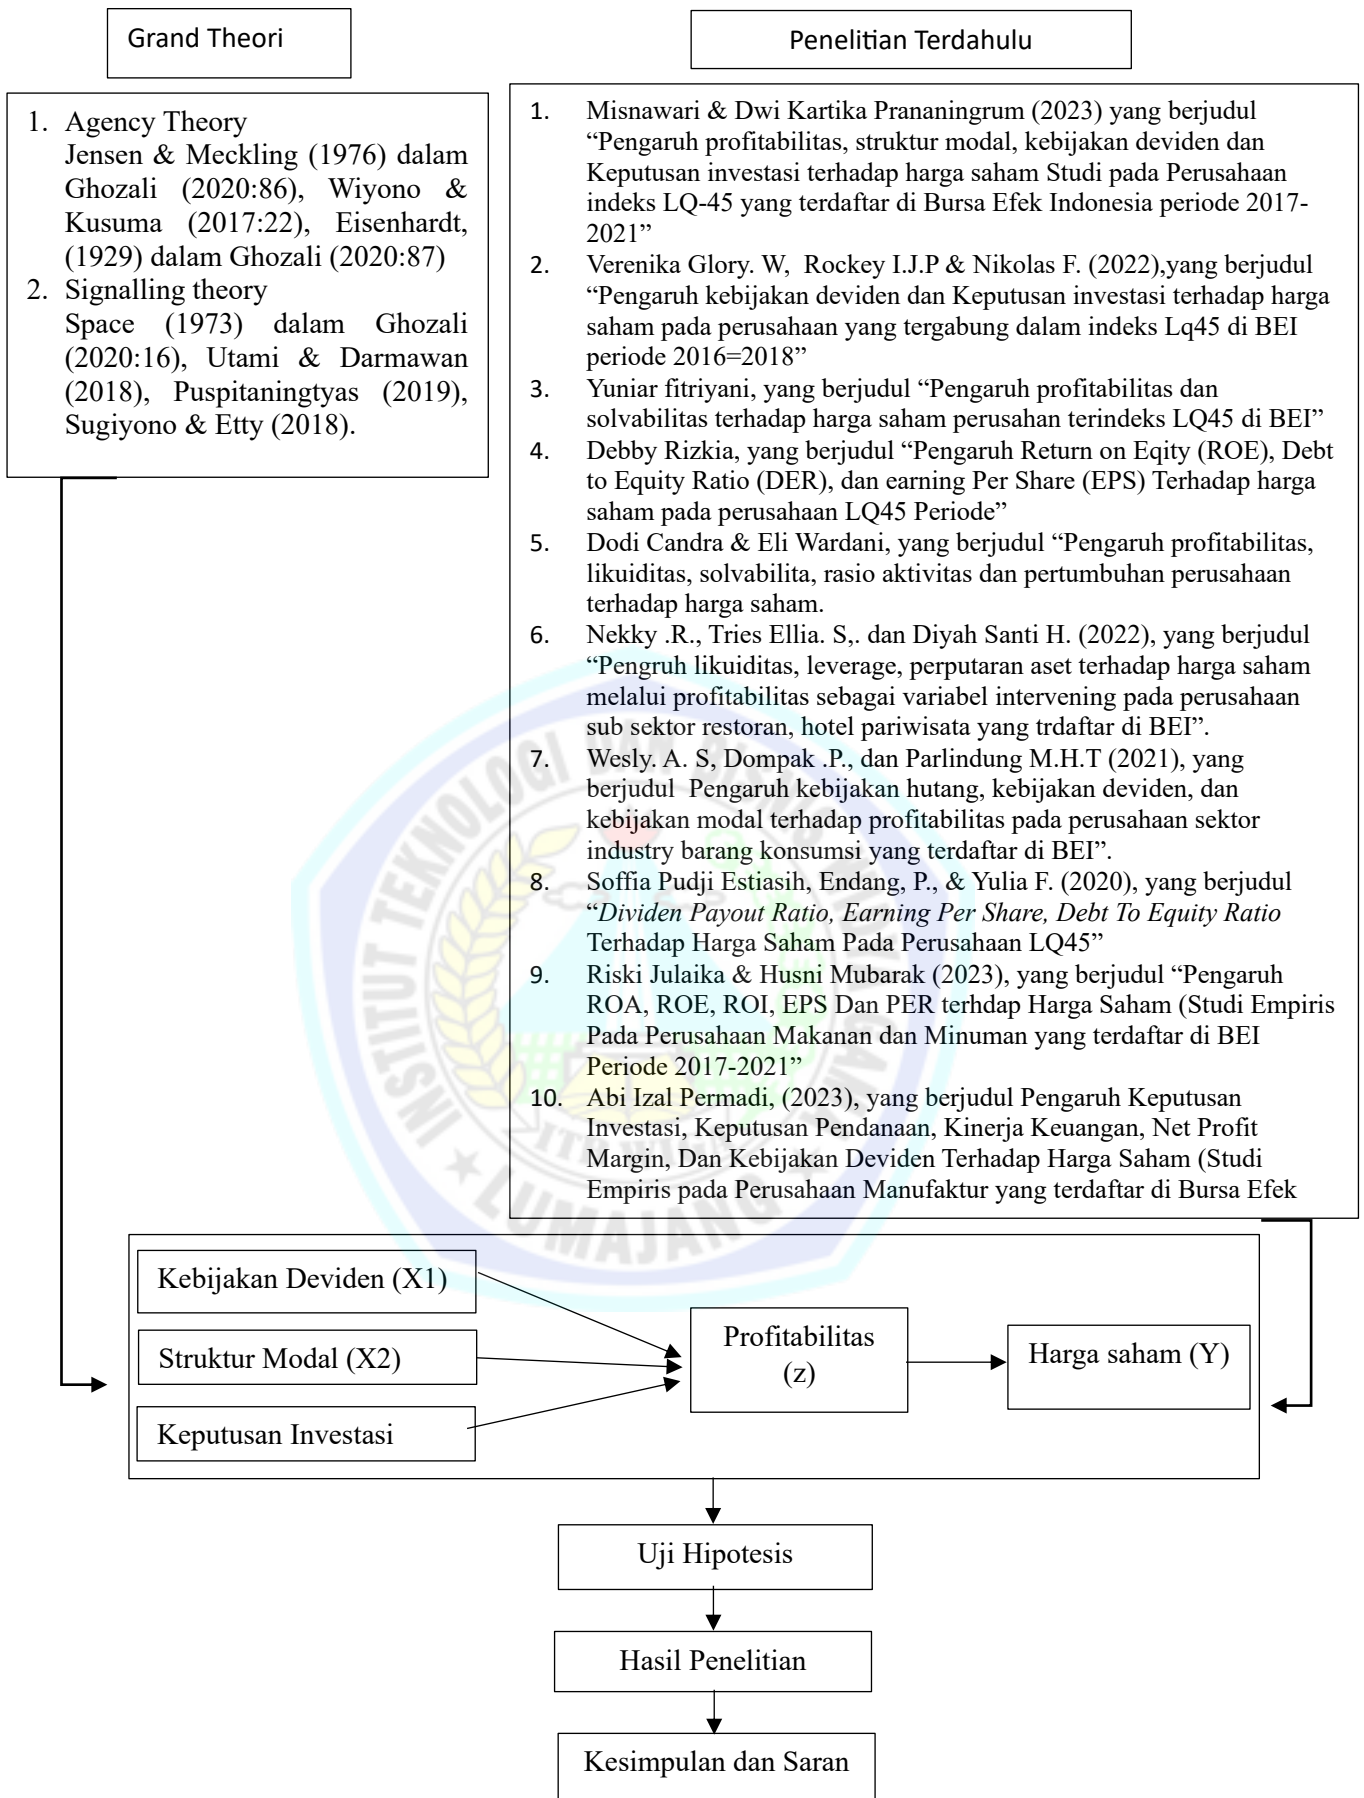 Grand Theori
Penelitian Terdahulu
1. Agency Theory
Jensen & Meckling (1976) dalam
Ghozali (2020:86), Wiyono &
Kusuma (2017:22), Eisenhardt,
(1929) dalam Ghozali (2020:87)
2. Signalling theory
Space (1973) dalam Ghozali
(2020:16), Utami & Darmawan
(2018), Puspitaningtyas (2019),
Sugiyono & Etty (2018).
1. Misnawari & Dwi Kartika Prananingrum (2023) yang berjudul
“Pengaruh profitabilitas, struktur modal, kebijakan deviden dan
Keputusan investasi terhadap harga saham Studi pada Perusahaan
indeks LQ-45 yang terdaftar di Bursa Efek Indonesia periode 2017-
2021”
2. Verenika Glory. W, Rockey I.J.P & Nikolas F. (2022),yang berjudul
“Pengaruh kebijakan deviden dan Keputusan investasi terhadap harga
saham pada perusahaan yang tergabung dalam indeks Lq45 di BEI
periode 2016=2018”
3. Yuniar fitriyani, yang berjudul “Pengaruh profitabilitas dan
solvabilitas terhadap harga saham perusahan terindeks LQ45 di BEI”
4. Debby Rizkia, yang berjudul “Pengaruh Return on Eqity (ROE), Debt
to Equity Ratio (DER), dan earning Per Share (EPS) Terhadap harga
saham pada perusahaan LQ45 Periode”
5. Dodi Candra & Eli Wardani, yang berjudul “Pengaruh profitabilitas,
likuiditas, solvabilita, rasio aktivitas dan pertumbuhan perusahaan
terhadap harga saham.
6. Nekky .R., Tries Ellia. S,. dan Diyah Santi H. (2022), yang berjudul
“Pengruh likuiditas, leverage, perputaran aset terhadap harga saham
melalui profitabilitas sebagai variabel intervening pada perusahaan
sub sektor restoran, hotel pariwisata yang trdaftar di BEI”.
7. Wesly. A. S, Dompak .P., dan Parlindung M.H.T (2021), yang
berjudul Pengaruh kebijakan hutang, kebijakan deviden, dan
kebijakan modal terhadap profitabilitas pada perusahaan sektor
industry barang konsumsi yang terdaftar di BEI”.
8. Soffia Pudji Estiasih, Endang, P., & Yulia F. (2020), yang berjudul
“Dividen Payout Ratio, Earning Per Share, Debt To Equity Ratio
Terhadap Harga Saham Pada Perusahaan LQ45”
9. Riski Julaika & Husni Mubarak (2023), yang berjudul “Pengaruh
ROA, ROE, ROI, EPS Dan PER terhdap Harga Saham (Studi Empiris
Pada Perusahaan Makanan dan Minuman yang terdaftar di BEI
Periode 2017-2021”
10. Abi Izal Permadi, (2023), yang berjudul Pengaruh Keputusan
Investasi, Keputusan Pendanaan, Kinerja Keuangan, Net Profit
Margin, Dan Kebijakan Deviden Terhadap Harga Saham (Studi
Empiris pada Perusahaan Manufaktur yang terdaftar di Bursa Efek
INSTITUT TEKNOLOGI DAN BISNIS WIDYA GAMA
ITB WIGA
LUMAJANG
Kebijakan Deviden (X1)
Struktur Modal (X2)
Keputusan Investasi
Profitabilitas
(z)
Harga saham (Y)
Uji Hipotesis
Hasil Penelitian
Kesimpulan dan Saran